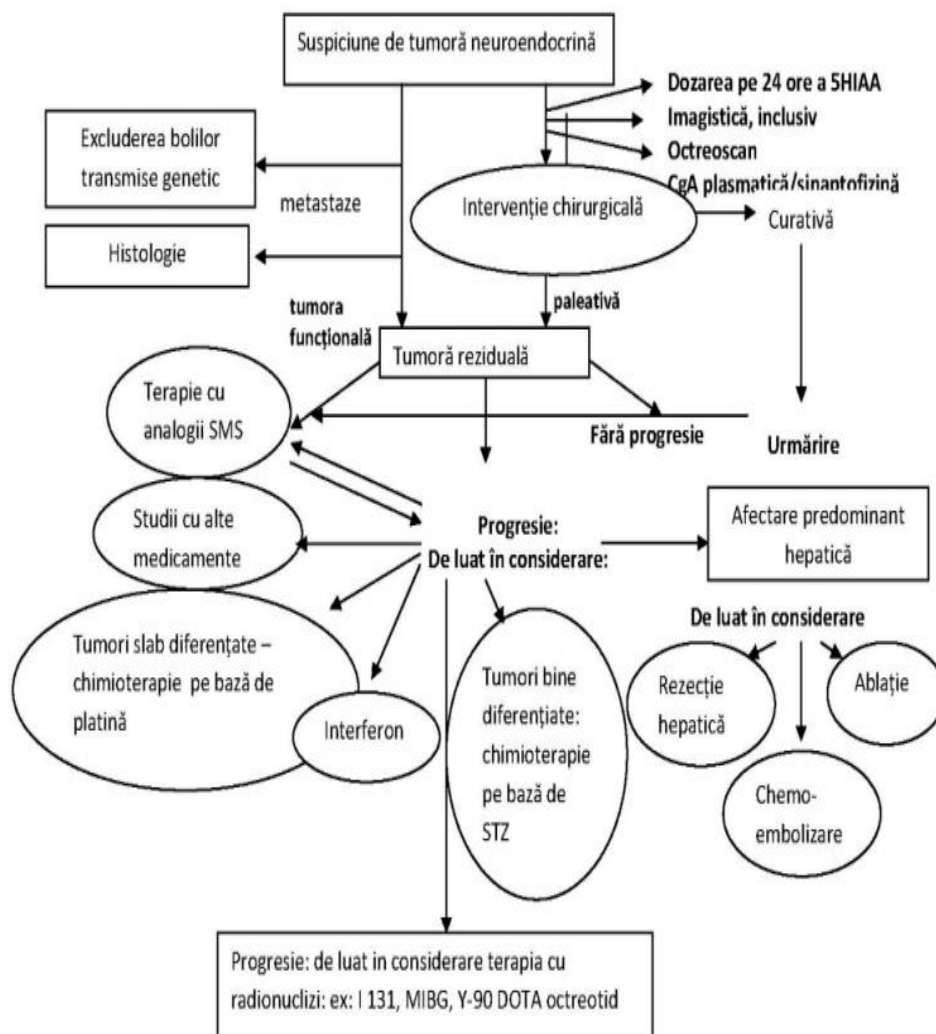 Suspiciune de tumoră neuroendocrină
Dozarea pe 24 ore a 5HIAA
Imagistică, inclusiv
Octreoscan
CgA plasmatică/sinaptofizină
Excluderea bolilor
transmise genetic
metastaze
Histologie
Intervenție chirurgicală
Curativă
tumora
funcțională
paleativă
Tumoră reziduală
Terapie cu
analogii SMS
Fără progresie
Urmărire
Studii cu alte
medicamente
Progresie:
De luat în considerare:
Afectare predominant
hepatică
De luat în considerare
Tumori slab diferențate –
chimioterapie pe bază de
platină
Interferon
Tumori bine
diferențiate:
chimioterapie
pe bază de
STZ
Rezecție
hepatică
Ablație
Chemo-
embolizare
Progresie: de luat in considerare terapia cu
radionuclizi: ex: I 131, MIBG, Y-90 DOTA octreotid